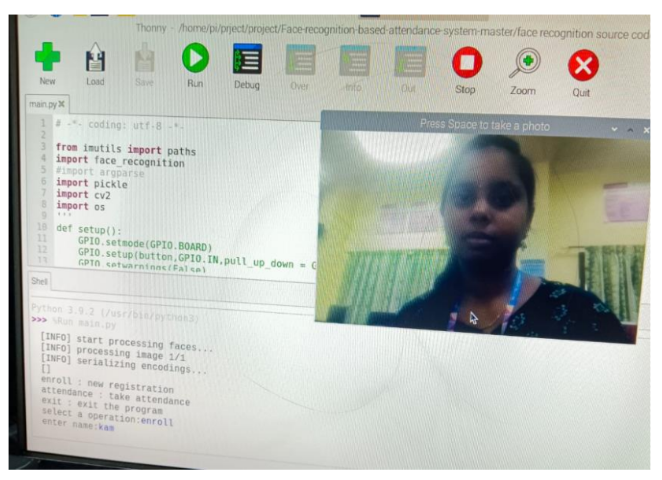 Thonny - /home/pi/prject/project/Face-recognition-based-attendance-system-master/face recognition source cod
New Load Save Run Debug Over Info Out Stop Zoom Quit
main.py
Press Space to take a photo
1 # -*- coding: utf-8 -*-
2
3 from imutils import paths
4 import face_recognition
5 #import argparse
6 import pickle
7 import cv2
8 import os
9 '''
10 def setup():
11 GPIO.setmode(GPIO.BOARD)
12 GPIO.setup(button,GPIO.IN,pull_up_down = G
13 GPIO.setwarnings(False)
Shell
Python 3.9.2 (/usr/bin/python3)
>>> %Run main.py
[INFO] start processing faces...
[INFO] processing image 1/1
[INFO] serializing encodings...
[]
enroll : new registration
attendance : take attendance
exit : exit the program
select a operation:enroll
enter name:kam